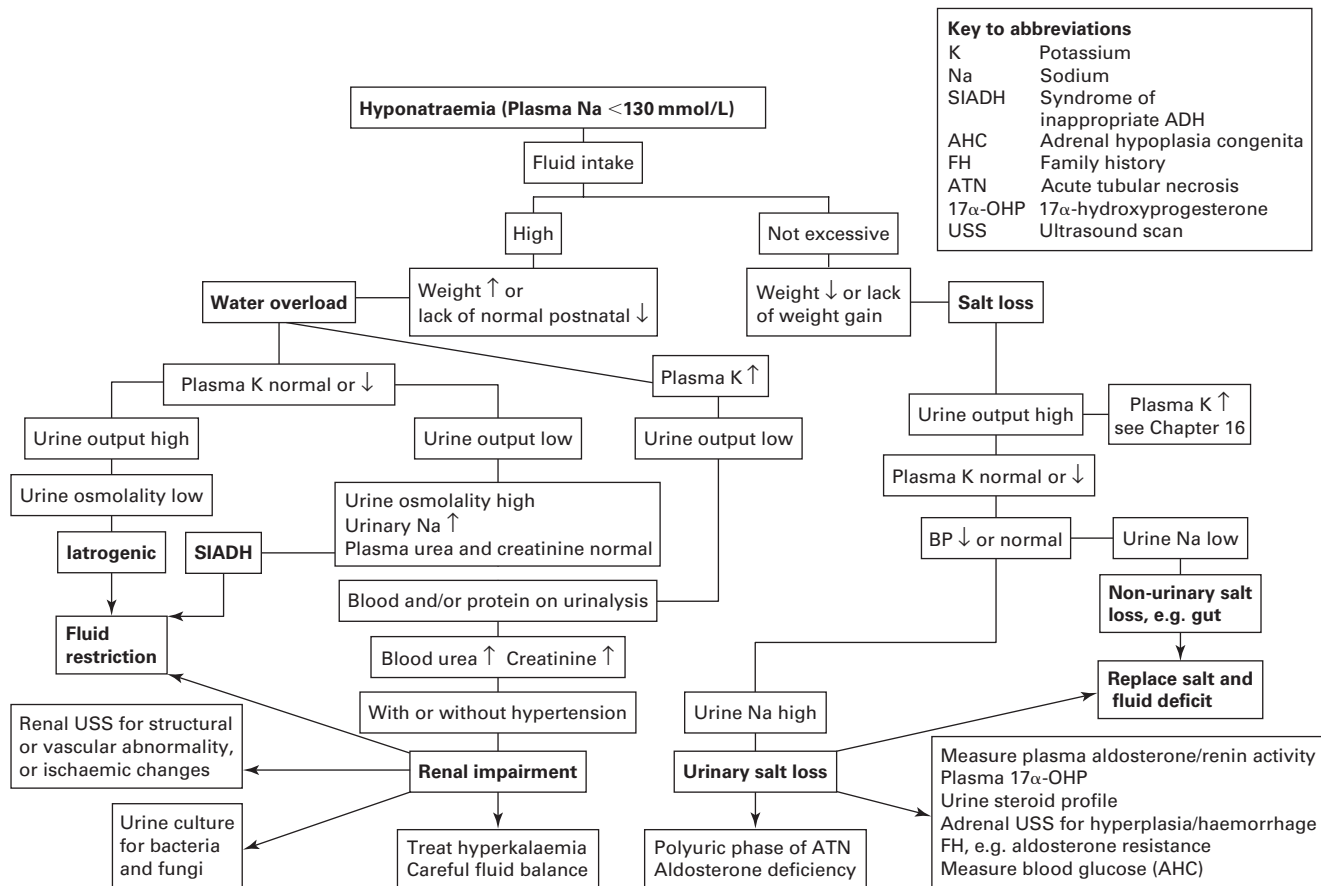 Key to abbreviations
K Potassium
Na Sodium
SIADH Syndrome of
inappropriate ADH
AHC Adrenal hypoplasia congenita
FH Family history
ATN Acute tubular necrosis
17α-OHP 17α-hydroxyprogesterone
USS Ultrasound scan
Hyponatraemia (Plasma Na <130 mmol/L)
Fluid intake
High
Not excessive
Water overload
Weight ↑ or
lack of normal postnatal ↓
Weight ↓ or lack
of weight gain
Salt loss
Plasma K normal or ↓
Plasma K ↑
Urine output high
Urine output low
Urine output low
Urine output high
Plasma K ↑
see Chapter 16
Urine osmolality low
Urine osmolality high
Urinary Na ↑
Plasma urea and creatinine normal
Plasma K normal or ↓
Iatrogenic
SIADH
BP ↓ or normal
Urine Na low
Blood and/or protein on urinalysis
Non-urinary salt
loss, e.g. gut
Fluid
restriction
Blood urea ↑ Creatinine ↑
Replace salt and
fluid deficit
With or without hypertension
Urine Na high
Renal USS for structural
or vascular abnormality,
or ischaemic changes
Renal impairment
Urinary salt loss
Measure plasma aldosterone/renin activity
Plasma 17α-OHP
Urine steroid profile
Adrenal USS for hyperplasia/haemorrhage
FH, e.g. aldosterone resistance
Measure blood glucose (AHC)
Urine culture
for bacteria
and fungi
Treat hyperkalaemia
Careful fluid balance
Polyuric phase of ATN
Aldosterone deficiency